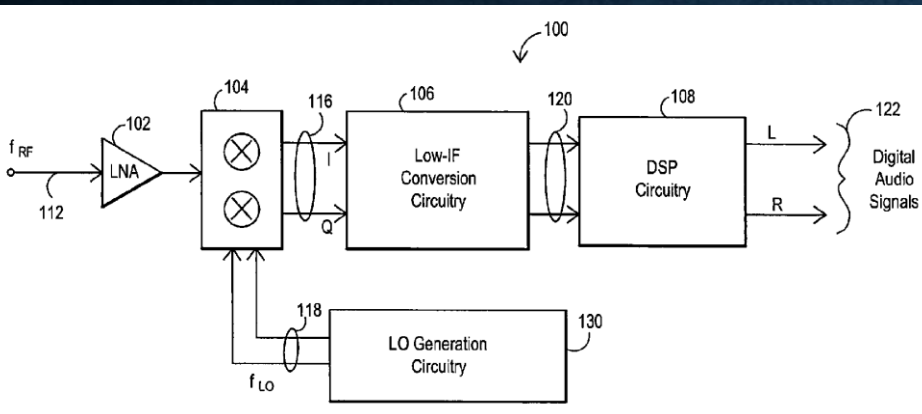 100
104
116
106
120
108
122
102
f RF
LNA
112
I
Q
Low-IF
Conversion
Circuitry
DSP
Circuitry
L
R
Digital
Audio
Signals
118
f LO
LO Generation
Circuitry
130